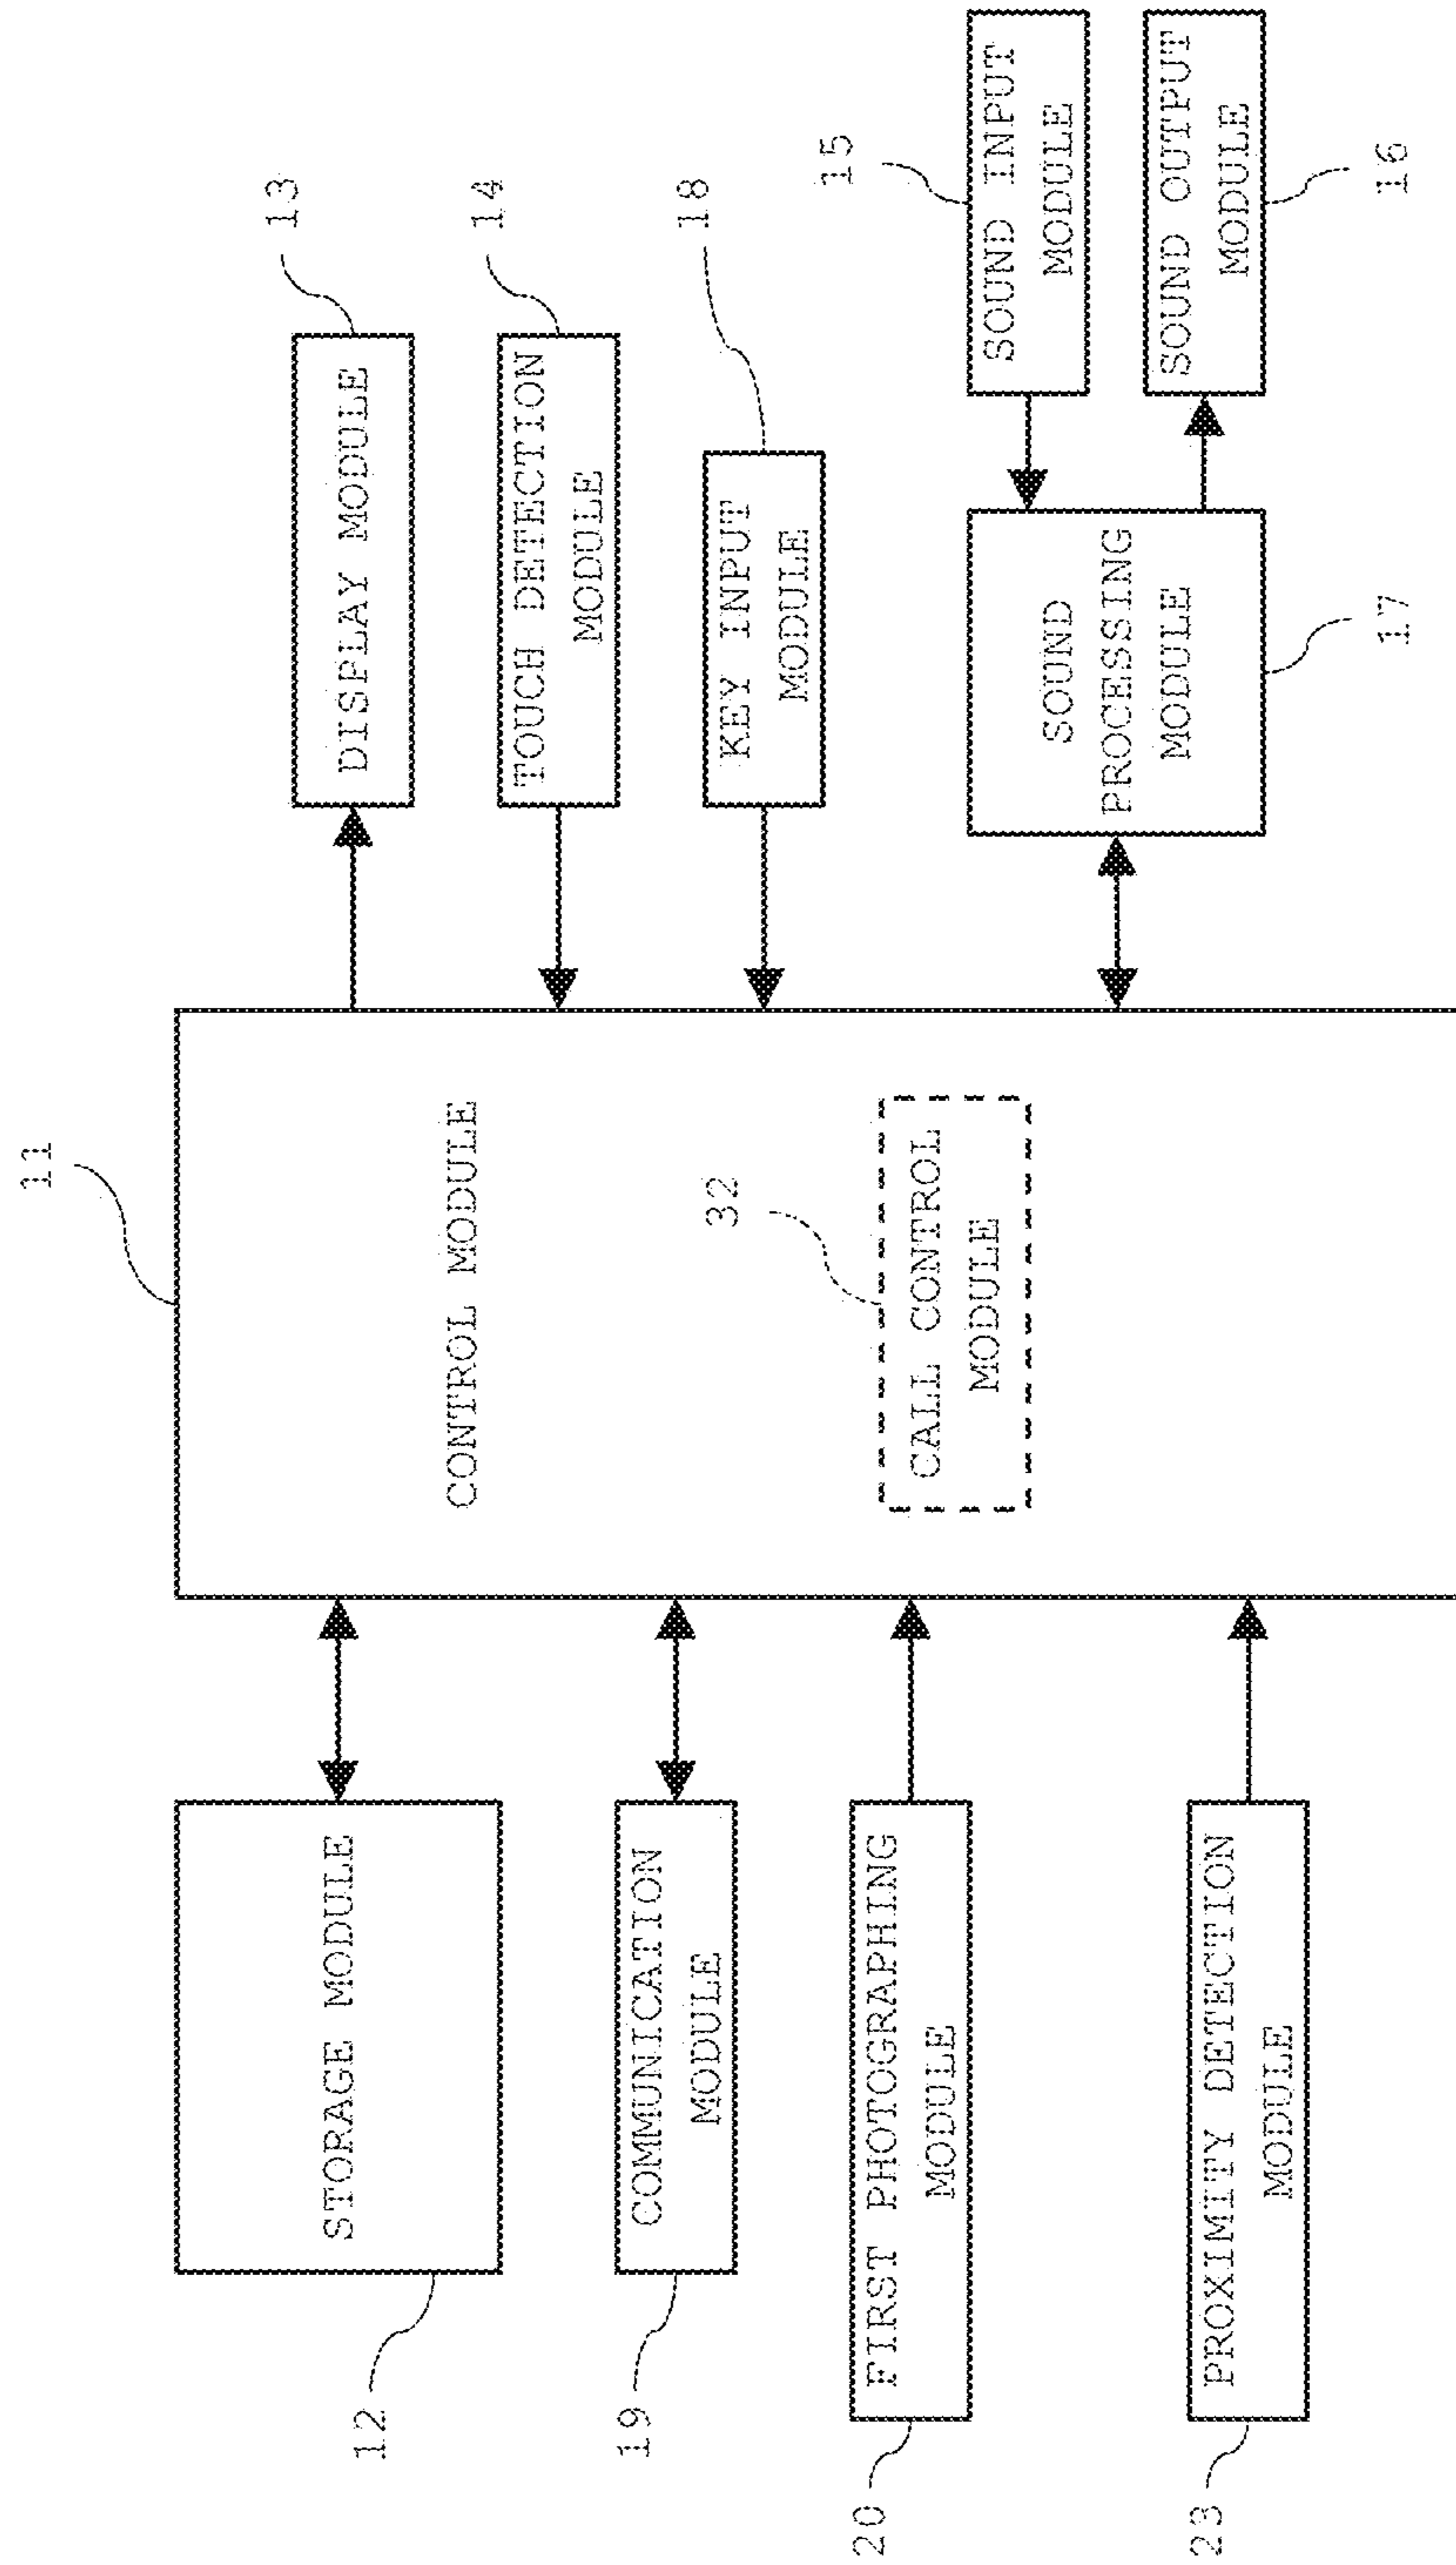 11
CONTROL MODULE
32
CALL CONTROL
MODULE
12
STORAGE MODULE
19
COMMUNICATION
MODULE
20
FIRST PHOTOGRAPHING
MODULE
23
PROXIMITY DETECTION
MODULE
13
DISPLAY MODULE
14
TOUCH DETECTION
MODULE
18
KEY INPUT
MODULE
15
SOUND INPUT
MODULE
SOUND OUTPUT
MODULE
16
SOUND
PROCESSING
MODULE
17